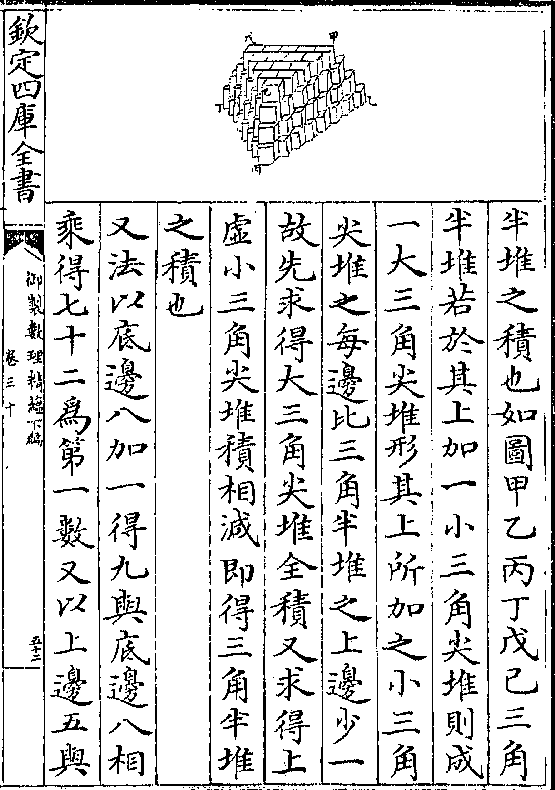 半堆之積也如圖甲乙丙丁戊己三角
半堆若於其上加一小三角尖堆則成
一大三角尖堆形其上所加之小三角
尖堆之每邊比三角半堆之上邊少一
故先求得大三角尖堆全積又求得上
虛小三角尖堆積相減即得三角半堆
之積也
又法以底邊八加一得九與底邊八相
乘得七十二爲第一數又以上邊五與
欽定四庫全書
御製數理精蘊下編
卷三十
五十二
甲
丙
丁